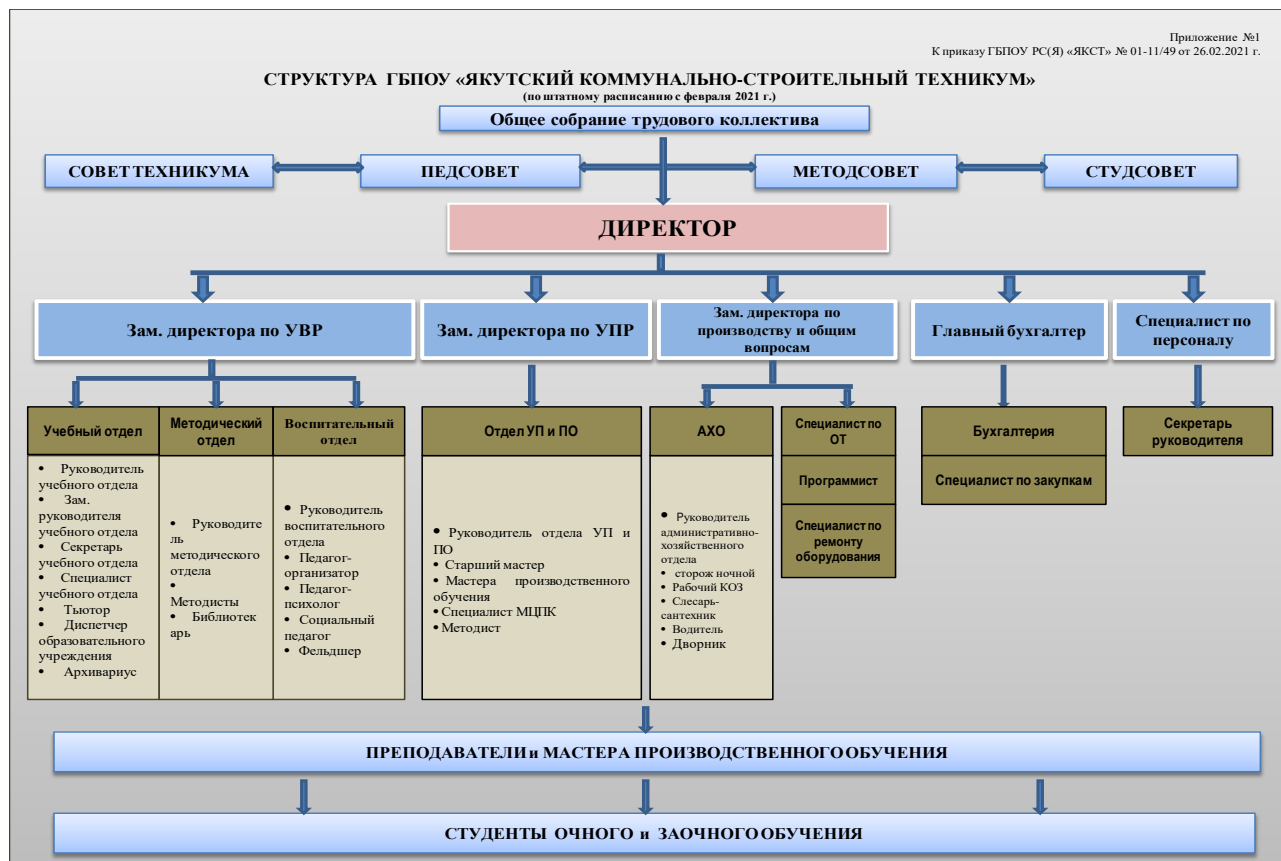 Приложение №1
К приказу ГБПОУ РС(Я) «ЯКСТ» № 01-11/49 от 26.02.2021 г.
СТРУКТУРА ГБПОУ «ЯКУТСКИЙ КОММУНАЛЬНО-СТРОИТЕЛЬНЫЙ ТЕХНИКУМ»
(по штатному расписанию с февраля 2021 г.)
Общее собрание трудового коллектива
СОВЕТ ТЕХНИКУМА
ПЕДСОВЕТ
МЕТОДСОВЕТ
СТУДСОВЕТ
ДИРЕКТОР
Зам. директора по УВР
Зам. директора по УПР
Зам. директора по
производству и общим
вопросам
Главный бухгалтер
Специалист по
персоналу
Учебный отдел
• Руководитель
учебного отдела
• Зам.
руководителя
учебного отдела
• Секретарь
учебного отдела
• Специалист
учебного отдела
• Тьютор
• Диспетчер
образовательного
учреждения
• Архивариус
Методический
отдел
• Руководите
ль
методического
отдела
•
Методисты
• Библиотек
арь
Воспитательный
отдел
• Руководитель
воспитательного
отдела
• Педагог-
организатор
• Педагог-
психолог
• Социальный
педагог
• Фельдшер
Отдел УП и ПО
• Руководитель отдела УП и
ПО
• Старший мастер
• Мастера производственного
обучения
• Специалист МЦПК
• Методист
АХО
• Руководитель
административно-
хозяйственного
отдела
• сторож ночной
• Рабочий КОЗ
• Слесарь-
сантехник
• Водитель
• Дворник
Специалист по
ОТ
Программист
Специалист по
ремонту
оборудования
Бухгалтерия
Специалист по закупкам
Секретарь
руководителя
ПРЕПОДАВАТЕЛИ и МАСТЕРА ПРОИЗВОДСТВЕННОГО ОБУЧЕНИЯ
СТУДЕНТЫ ОЧНОГО и ЗАОЧНОГО ОБУЧЕНИЯ